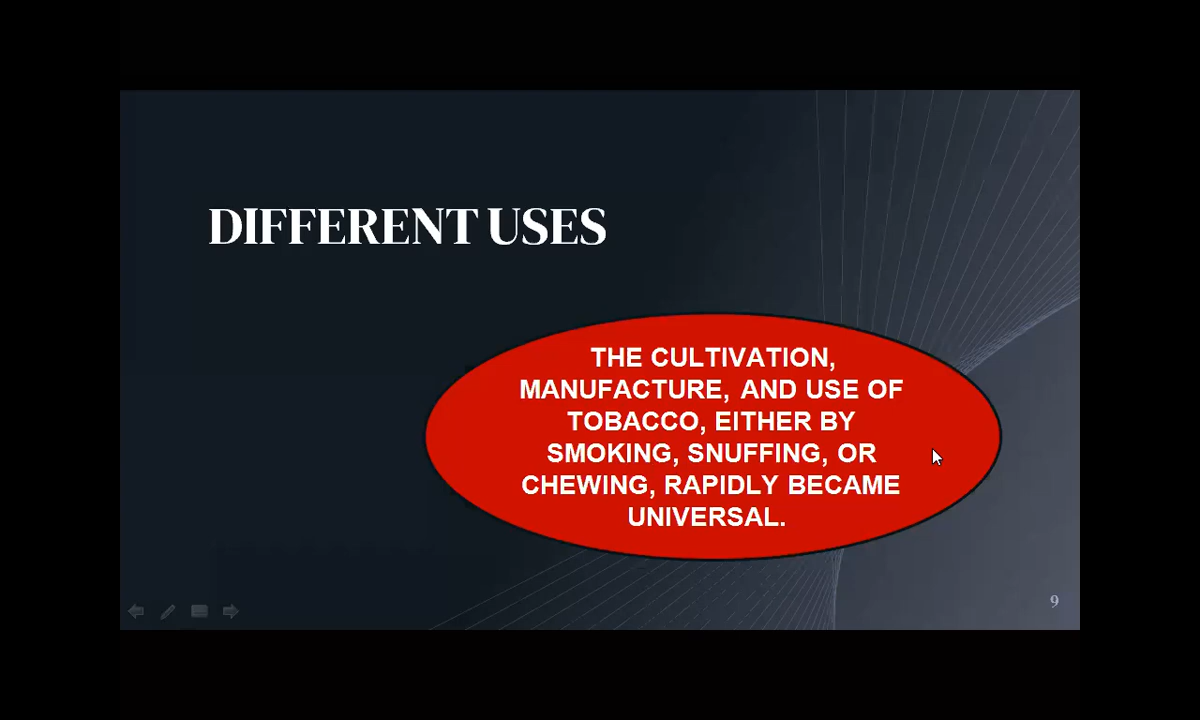 DIFFERENT USES
THE CULTIVATION,
MANUFACTURE, AND USE OF
TOBACCO, EITHER BY
SMOKING, SNUFFING, OR
CHEWING, RAPIDLY BECAME
UNIVERSAL.
9